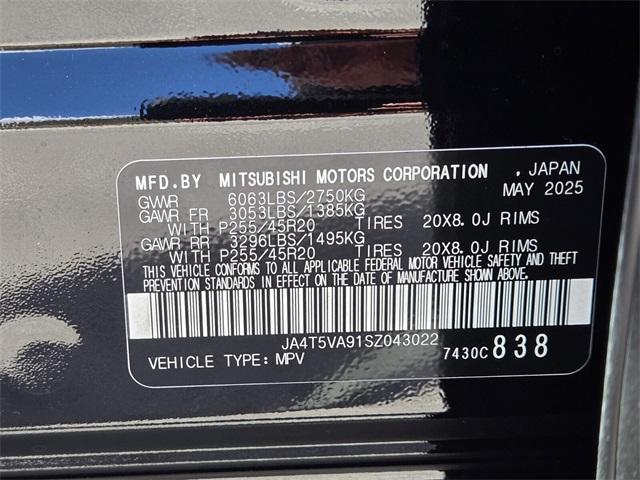 MFD.BY MITSUBISHI MOTORS CORPORATION , JAPAN
GVWR 6063LBS/2750KG MAY 2025
GAWR FR 3053LBS/1385KG
WITH P255/45R20 TIRES 20X8.0J RIMS
GAWR RR 3296LBS/1495KG
WITH P255/45R20 TIRES 20X8.0J RIMS
THIS VEHICLE CONFORMS TO ALL APPLICABLE FEDERAL MOTOR VEHICLE SAFETY AND THEFT
PREVENTION STANDARDS IN EFFECT ON THE DATE OF MANUFACTURE SHOWN ABOVE.
JA4T5VA91SZ043022
VEHICLE TYPE: MPV 7430C 838